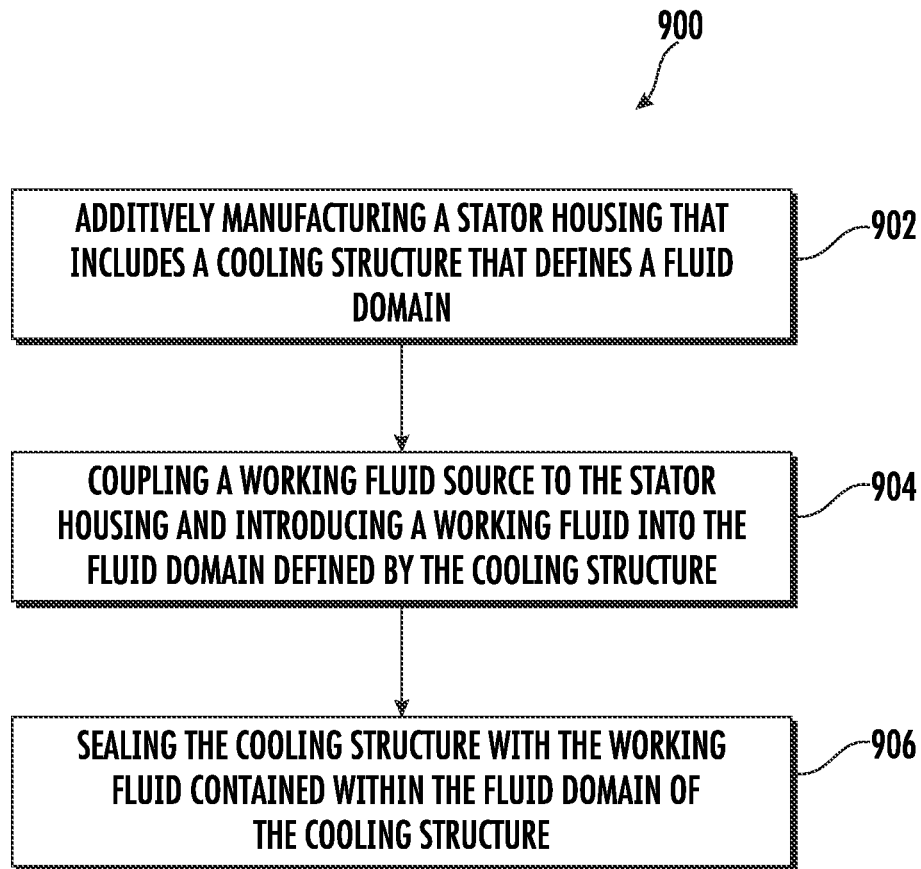 900
ADDITIVELY MANUFACTURING A STATOR HOUSING THAT
INCLUDES A COOLING STRUCTURE THAT DEFINES A FLUID
DOMAIN
902
COUPLING A WORKING FLUID SOURCE TO THE STATOR
HOUSING AND INTRODUCING A WORKING FLUID INTO THE
FLUID DOMAIN DEFINED BY THE COOLING STRUCTURE
904
SEALING THE COOLING STRUCTURE WITH THE WORKING
FLUID CONTAINED WITHIN THE FLUID DOMAIN OF
THE COOLING STRUCTURE
906